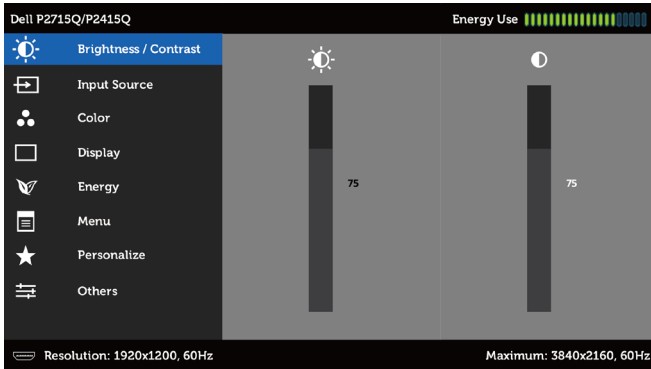 Dell P2715Q/P2415Q
Energy Use
Brightness / Contrast
Input Source
Color
Display
Energy
Menu
Personalize
Others
75
75
Resolution: 1920x1200, 60Hz
Maximum: 3840x2160, 60Hz